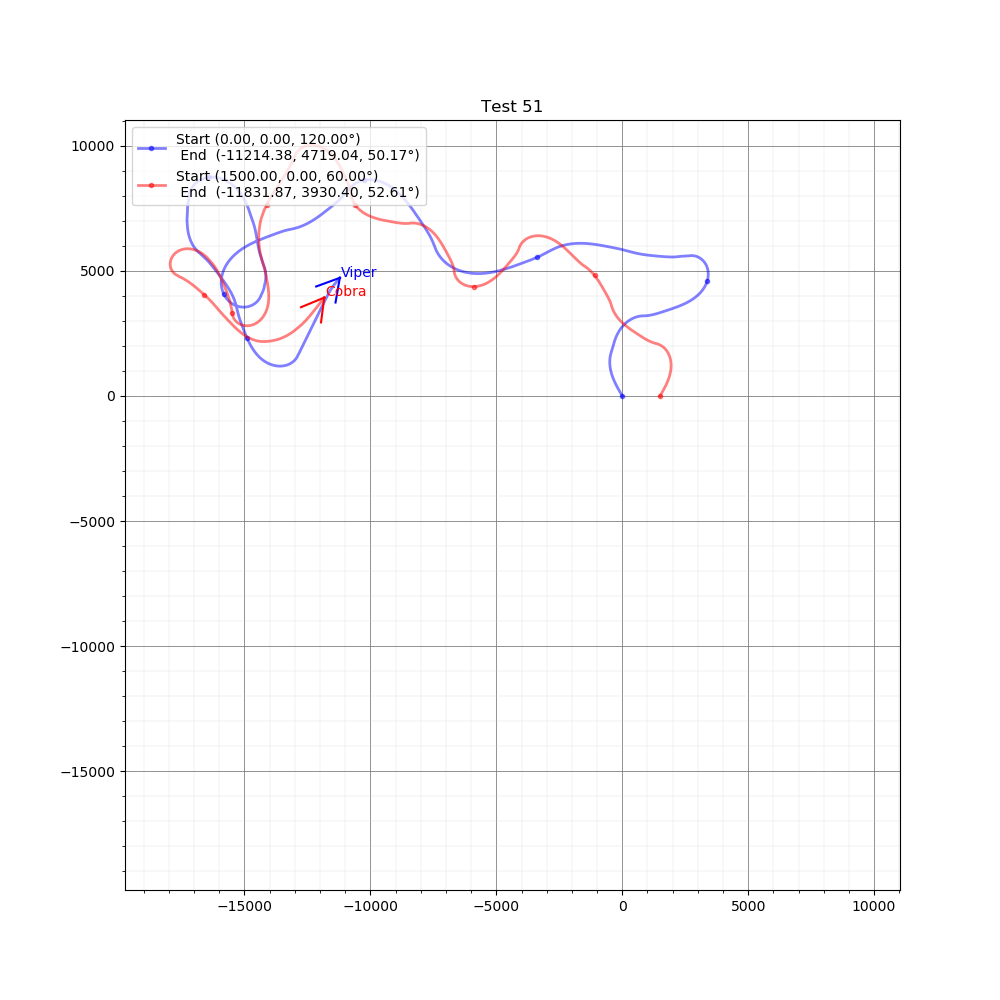 Test 51
Start (0.00, 0.00, 120.00°)
End  (-11214.38, 4719.04, 50.17°)
Start (1500.00, 0.00, 60.00°)
End  (-11831.87, 3930.40, 52.61°)
10000
5000
Viper
Cobra
0
−5000
−10000
−15000
−15000 −10000 −5000 0 5000 10000